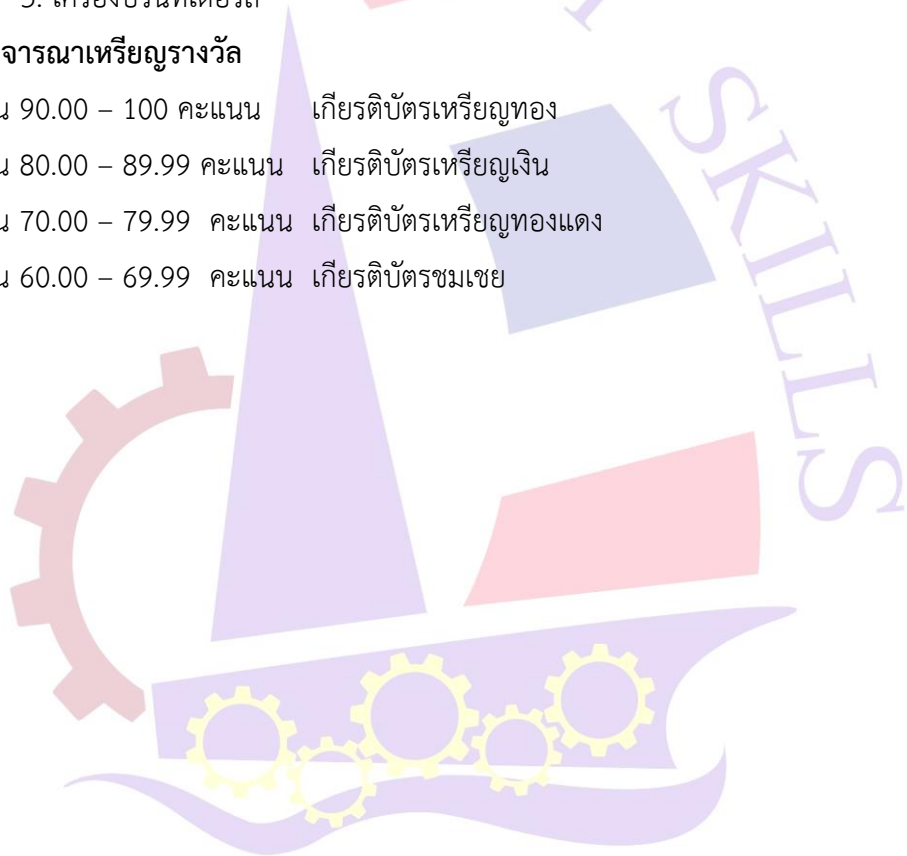 จารณาเหรียญรางวัล
90.00 – 100 คะแนน เกียรติบัตรเหรียญทอง
80.00 – 89.99 คะแนน เกียรติบัตรเหรียญเงิน
70.00 – 79.99 คะแนน เกียรติบัตรเหรียญทองแดง
60.00 – 69.99 คะแนน เกียรติบัตรชมเชย
SKILLS